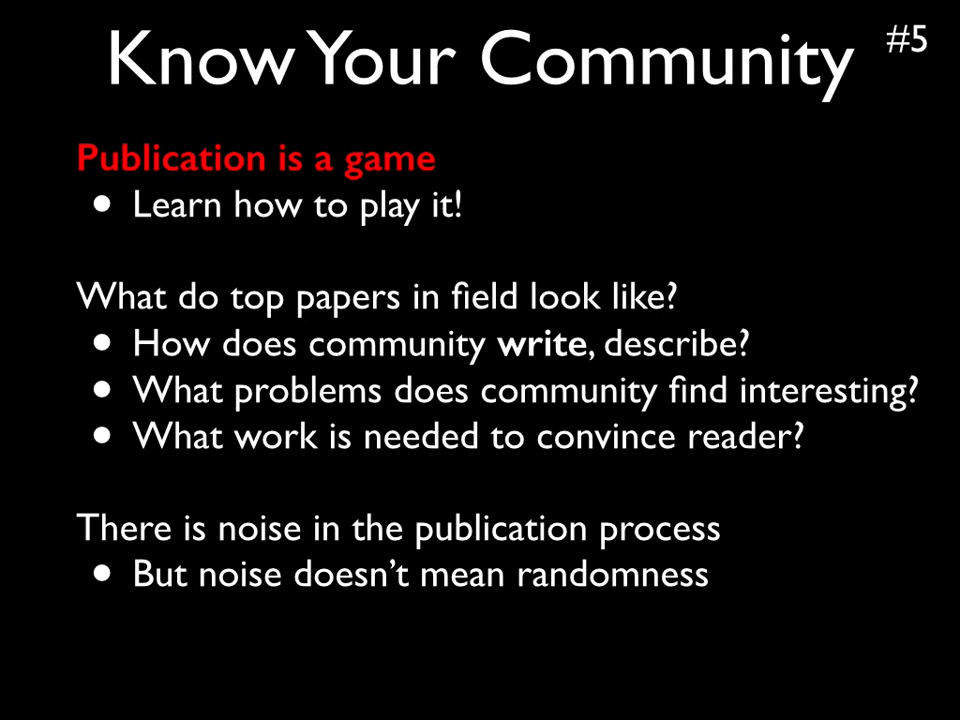 Know Your Community
#5
Publication is a game
• Learn how to play it!
What do top papers in field look like?
• How does community write, describe?
• What problems does community find interesting?
• What work is needed to convince reader?
There is noise in the publication process
• But noise doesn’t mean randomness